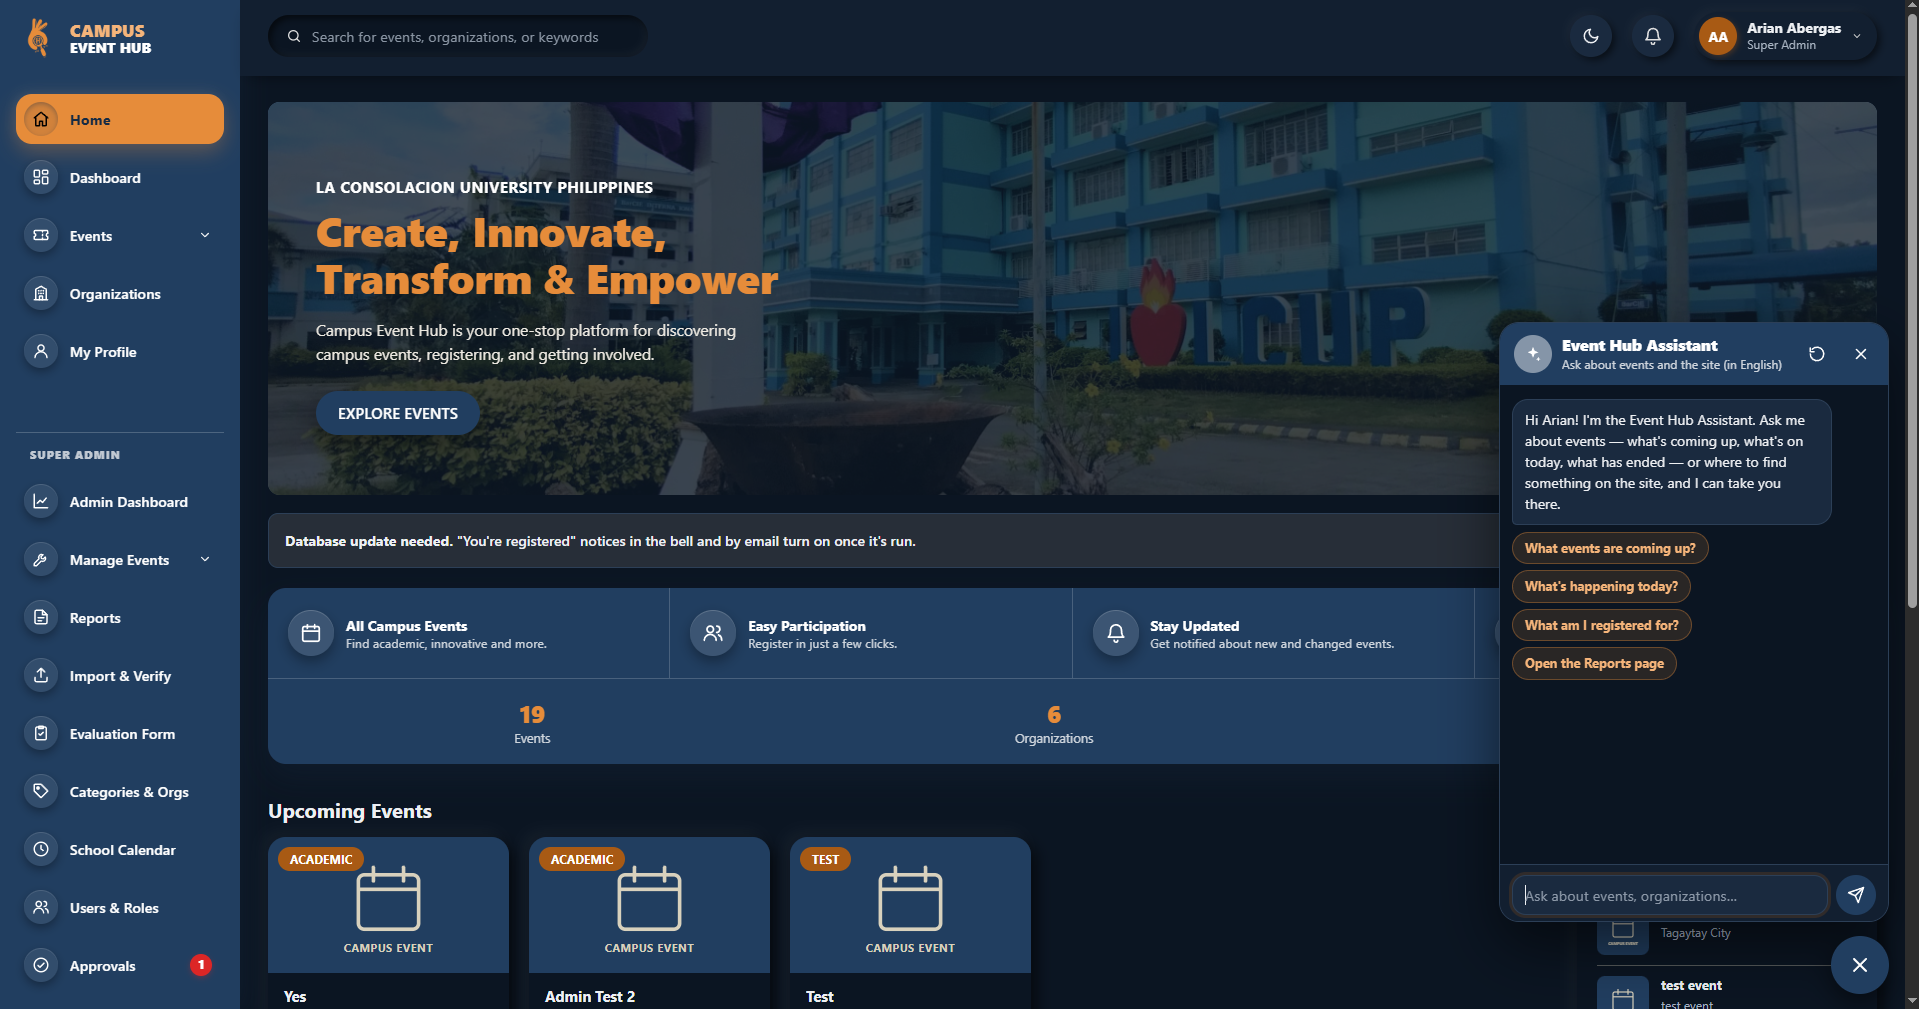 CAMPUS
EVENT HUB
Home
Dashboard
Events
Organizations
My Profile
SUPER ADMIN
Admin Dashboard
Manage Events
Reports
Import & Verify
Evaluation Form
Categories & Orgs
School Calendar
Users & Roles
Approvals
1
Search for events, organizations, or keywords
AA
Arian Abergas
Super Admin
LA CONSOLACION UNIVERSITY PHILIPPINES
Create, Innovate,
Transform & Empower
Campus Event Hub is your one-stop platform for discovering
campus events, registering, and getting involved.
EXPLORE EVENTS
Database update needed. "You're registered" notices in the bell and by email turn on once it's run.
All Campus Events
Find academic, innovative and more.
Easy Participation
Register in just a few clicks.
Stay Updated
Get notified about new and changed events.
19
Events
6
Organizations
Upcoming Events
ACADEMIC
CAMPUS EVENT
Yes
ACADEMIC
CAMPUS EVENT
Admin Test 2
TEST
CAMPUS EVENT
Test
Event Hub Assistant
Ask about events and the site (in English)
Hi Arian! I'm the Event Hub Assistant. Ask me
about events — what's coming up, what's on
today, what has ended — or where to find
something on the site, and I can take you
there.
What events are coming up?
What's happening today?
What am I registered for?
Open the Reports page
Ask about events, organizations...
CAMPUS EVENT
Tagaytay City
test event
test event